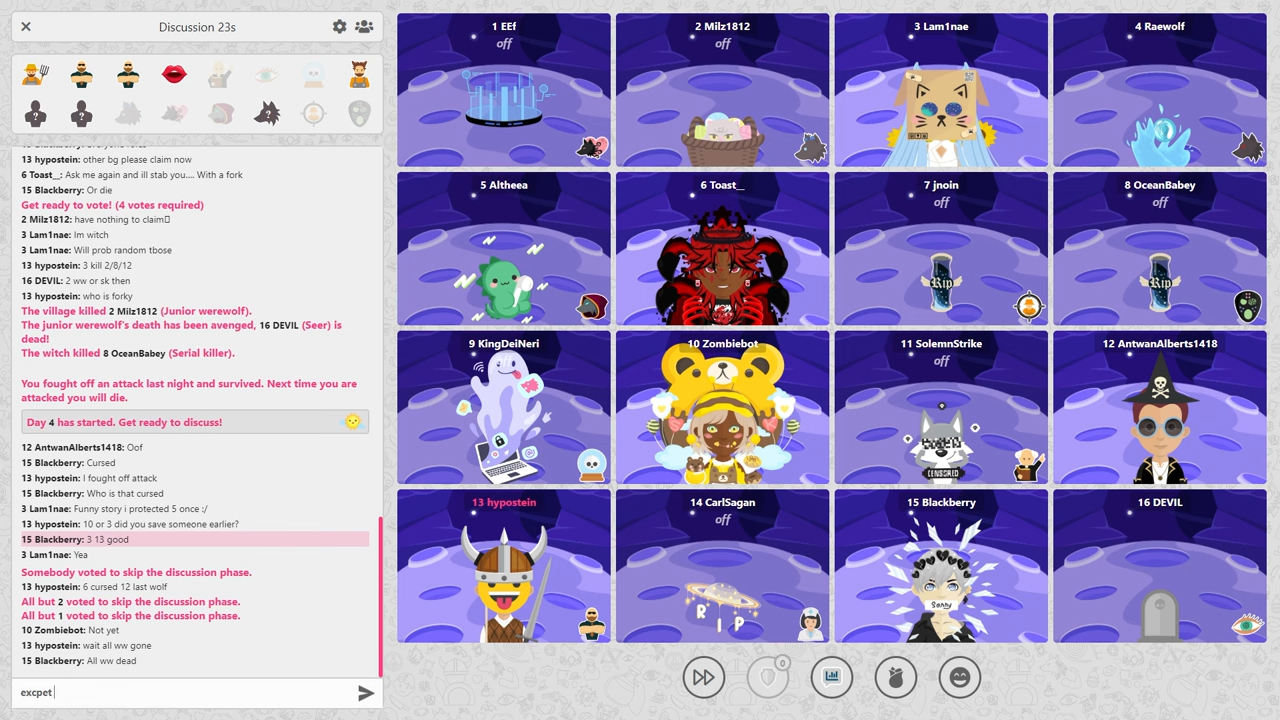 Discussion 23s
13 hypostein: other bg please claim now
6 Toast__: Ask me again and ill stab you.... With a fork
15 Blackberry: Or die
Get ready to vote! (4 votes required)
2 Milz1812: have nothing to claim
3 Lam1nae: Im witch
3 Lam1nae: Will prob random tbose
13 hypostein: 3 kill 2/8/12
16 DEVIL: 2 ww or sk then
13 hypostein: who is forky
The village killed 2 Milz1812 (Junior werewolf).
The junior werewolf's death has been avenged, 16 DEVIL (Seer) is
dead!
The witch killed 8 OceanBabey (Serial killer).
You fought off an attack last night and survived. Next time you are
attacked you will die.
Day 4 has started. Get ready to discuss!
12 AntwanAlberts1418: Oof
15 Blackberry: Cursed
13 hypostein: I fought off attack
15 Blackberry: Who is that cursed
3 Lam1nae: Funny story i protected 5 once :/
13 hypostein: 10 or 3 did you save someone earlier?
15 Blackberry: 3 13 good
3 Lam1nae: Yea
Somebody voted to skip the discussion phase.
13 hypostein: 6 cursed 12 last wolf
All but 2 voted to skip the discussion phase.
All but 1 voted to skip the discussion phase.
10 Zombiebot: Not yet
13 hypostein: wait all ww gone
15 Blackberry: All ww dead
excpet
1 EEf
off
2 Milz1812
off
3 Lam1nae
4 Raewolf
5 Altheea
6 Toast__
7 jnoin
off
Rip
8 OceanBabey
off
Rip
9 KingDeiNeri
10 Zombiebot
11 SolemnStrike
off
CENSORED
12 AntwanAlberts1418
13 hypostein
14 CarlSagan
off
R I P
15 Blackberry
Sorry
16 DEVIL
0